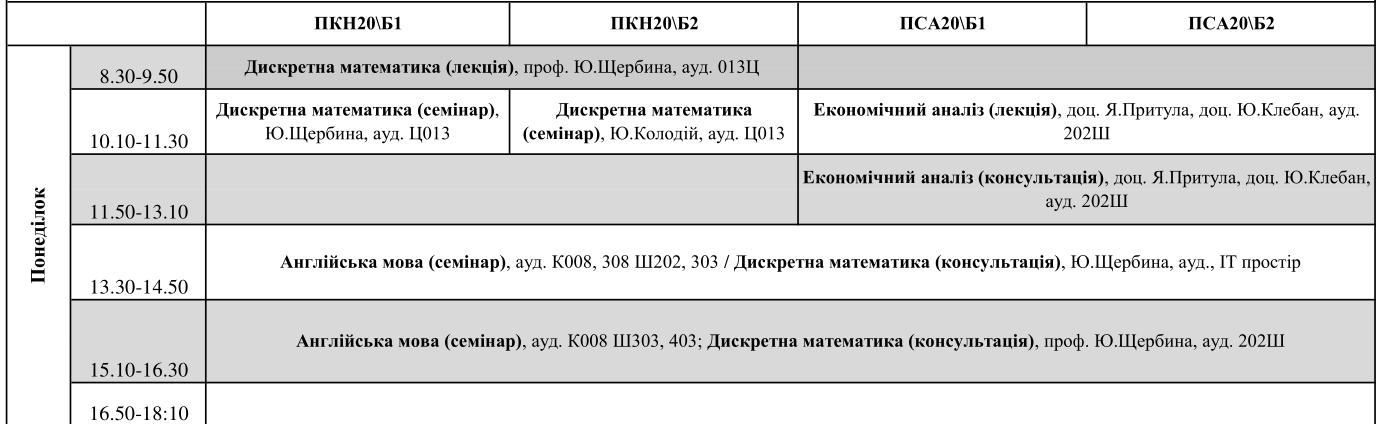 ПКН20\Б1 ПКН20\Б2 ПСА20\Б1 ПСА20\Б2
Понеділок
8.30-9.50 Дискретна математика (лекція), проф. Ю.Щербина, ауд. 013Ц
10.10-11.30
Дискретна математика (семінар),
Ю.Щербина, ауд. Ц013
Дискретна математика
(семінар), Ю.Колодій, ауд. Ц013
Економічний аналіз (лекція), доц. Я.Притула, доц. Ю.Клебан, ауд.
202Ш
11.50-13.10
Економічний аналіз (консультація), доц. Я.Притула, доц. Ю.Клебан,
ауд. 202Ш
13.30-14.50
Англійська мова (семінар), ауд. К008, 308 Ш202, 303 / Дискретна математика (консультація), Ю.Щербина, ауд., ІТ простір
15.10-16.30
Англійська мова (семінар), ауд. К008 Ш303, 403; Дискретна математика (консультація), проф. Ю.Щербина, ауд. 202Ш
16.50-18:10